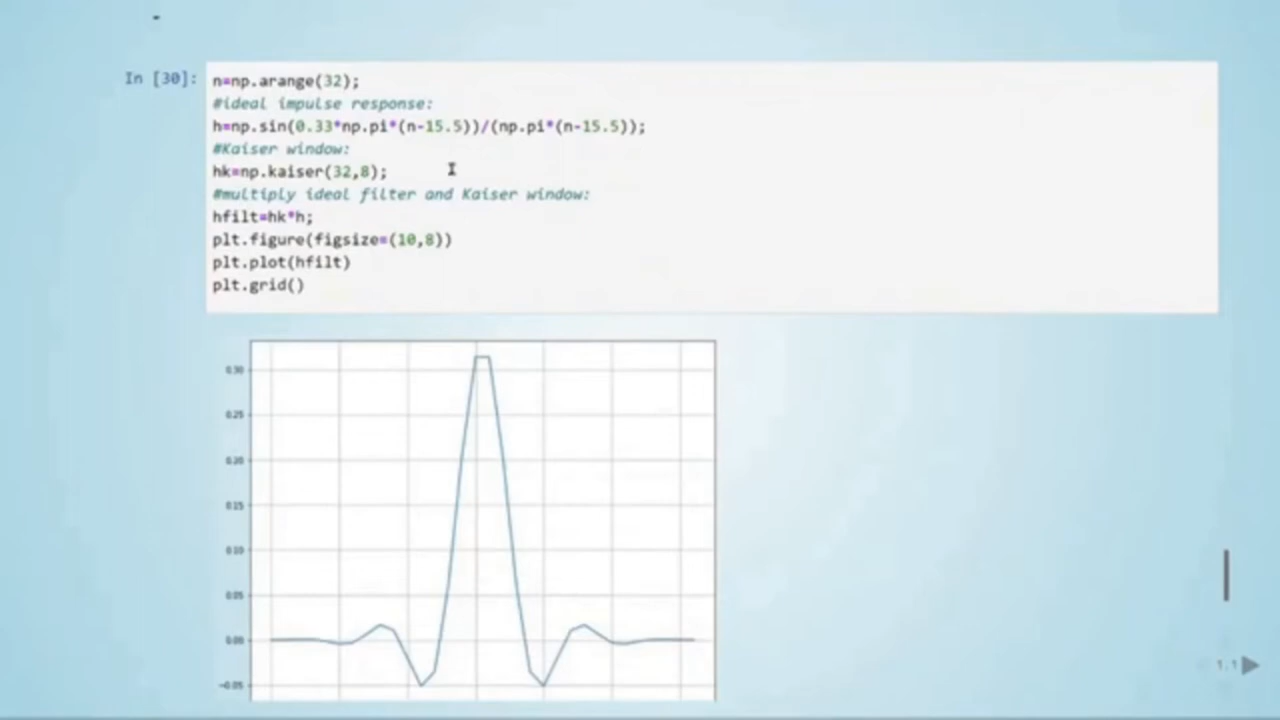 In [30]:
n=np.arange(32);
#ideal impulse response:
h=np.sin(0.33*np.pi*(n-15.5))/(np.pi*(n-15.5));
#Kaiser window:
hk=np.kaiser(32,8);
#multiply ideal filter and Kaiser window:
hfilt=hk*h;
plt.figure(figsize=(10,8))
plt.plot(hfilt)
plt.grid()
0.30
0.25
0.20
0.15
0.10
0.05
0.00
-0.05
1.1